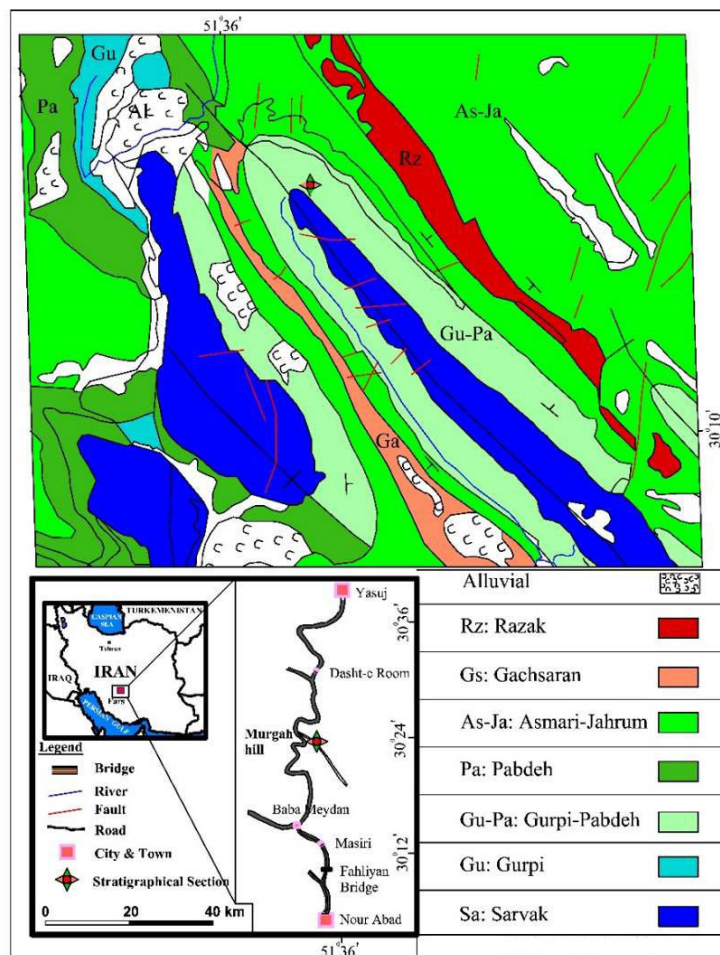 51°36'
Gu
Pa
Al
As-Ja
Rz
Gu-Pa
30°10'
Ga
Alluvial
Rz: Razak
Gs: Gachsaran
As-Ja: Asmari-Jahrum
Pa: Pabdeh
Gu-Pa: Gurpi-Pabdeh
Gu: Gurpi
Sa: Sarvak
CASPIAN
SEA
TURKEMENISTAN
Tehran
IRAQ
IRAN
Fars
PERSIAN GULF
Legend
Bridge
River
Fault
Road
City & Town
Stratigraphical Section
0 20 40 km
Yasuj
30°36'
Dasht-e Room
Murgah
hill
30°24'
Baba Meydan
Masiri
30°12'
Fahliyan
Bridge
Nour Abad
51°36'